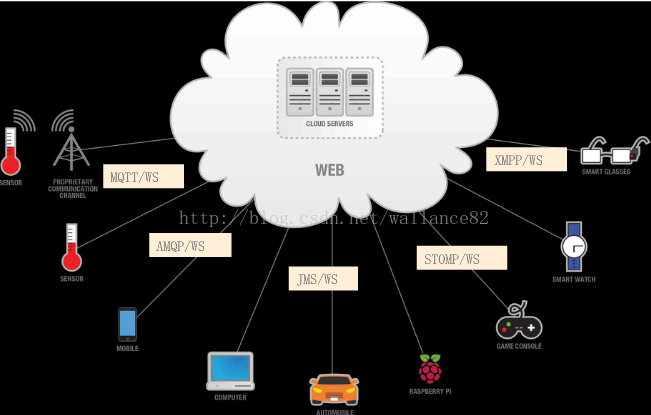 CLOUD SERVERS
WEB
XMPP/WS
SMART GLASSES
SENSOR
PROPRIETARY
COMMUNICATION
CHANNEL
MQTT/WS
http://blog.csdn.net/wallance82
AMQP/WS
STOMP/WS
SENSOR
JMS/WS
SMART WATCH
MOBILE
GAME CONSOLE
COMPUTER
RASPBERRY PI
AUTOMOBILE